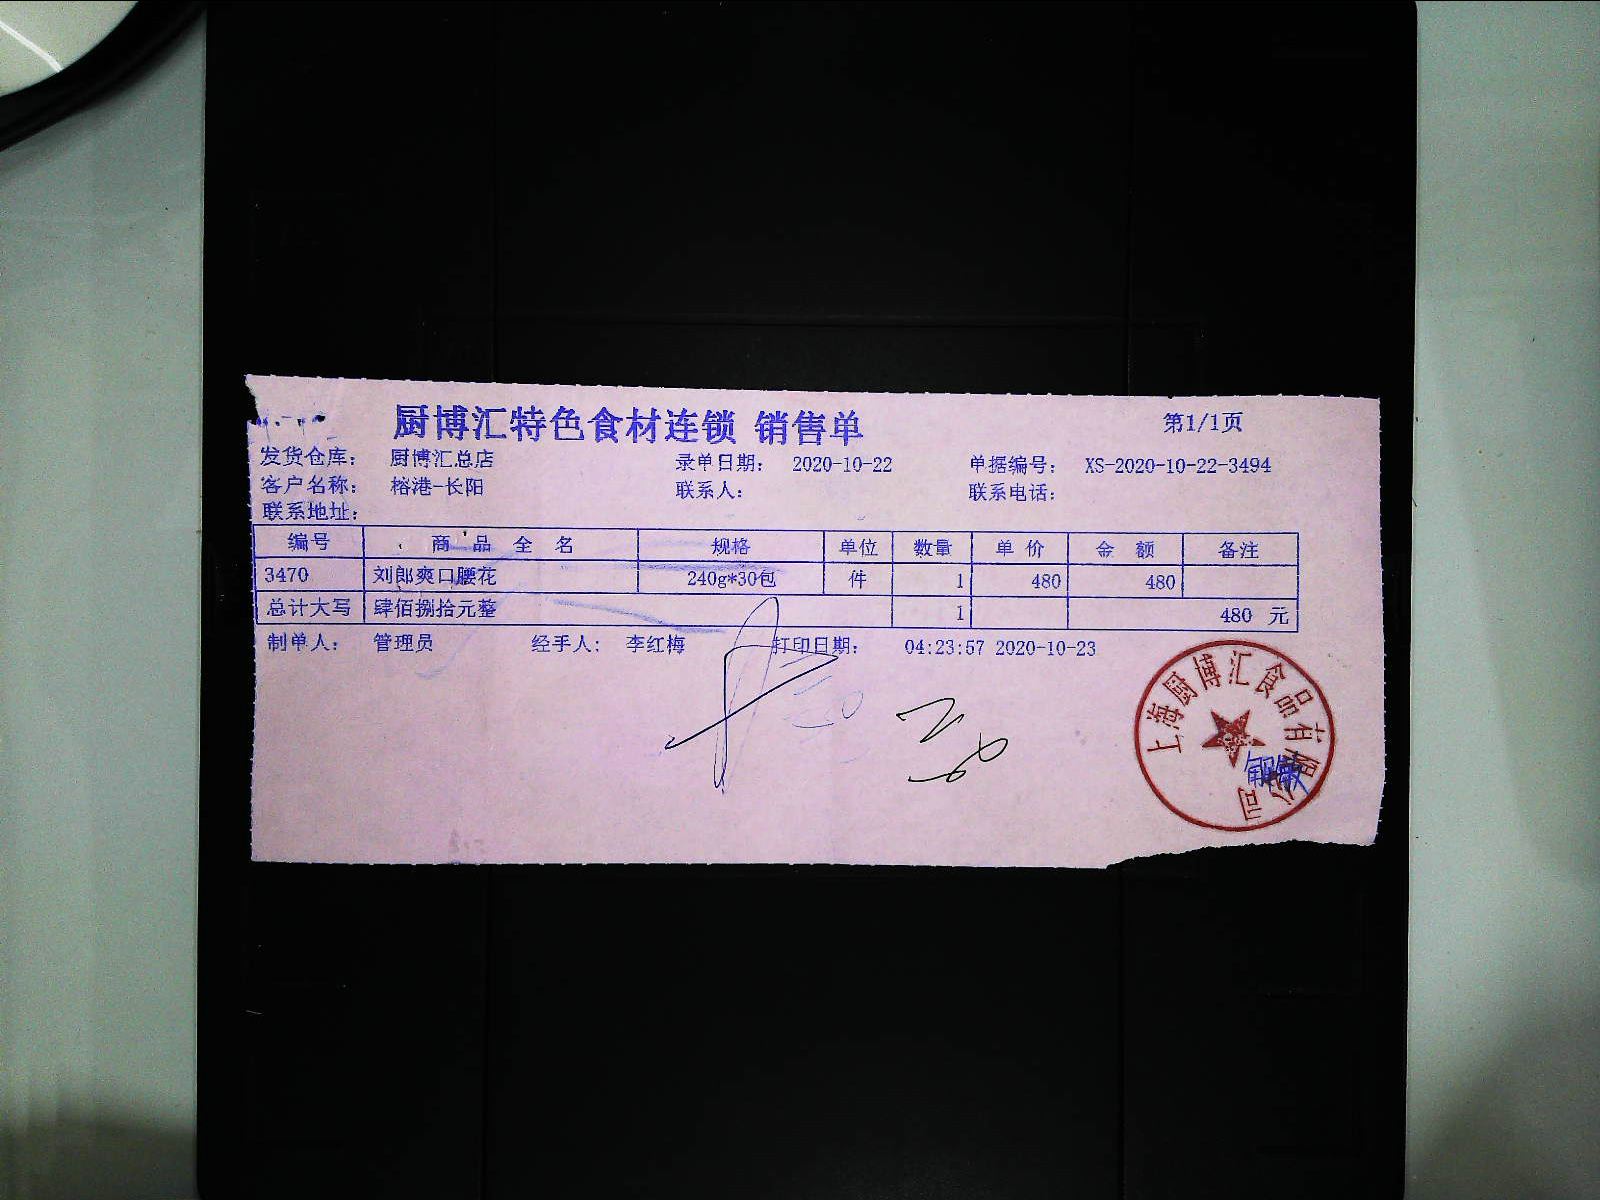 厨博汇特色食材连锁 销售单 第1/1页
发货仓库： 厨博汇总店 录单日期： 2020-10-22 单据编号： XS-2020-10-22-3494
客户名称： 榕港-长阳 联系人： 联系电话：
联系地址：
编号 商 品 全 名 规格 单位 数量 单 价 金 额 备注
3470 刘郎爽口腰花 240g*30包 件 1 480 480
总计大写 肆佰捌拾元整 1 480 元
制单人： 管理员 经手人： 李红梅 打印日期： 04:23:57 2020-10-23
上海厨博汇食品有限公司